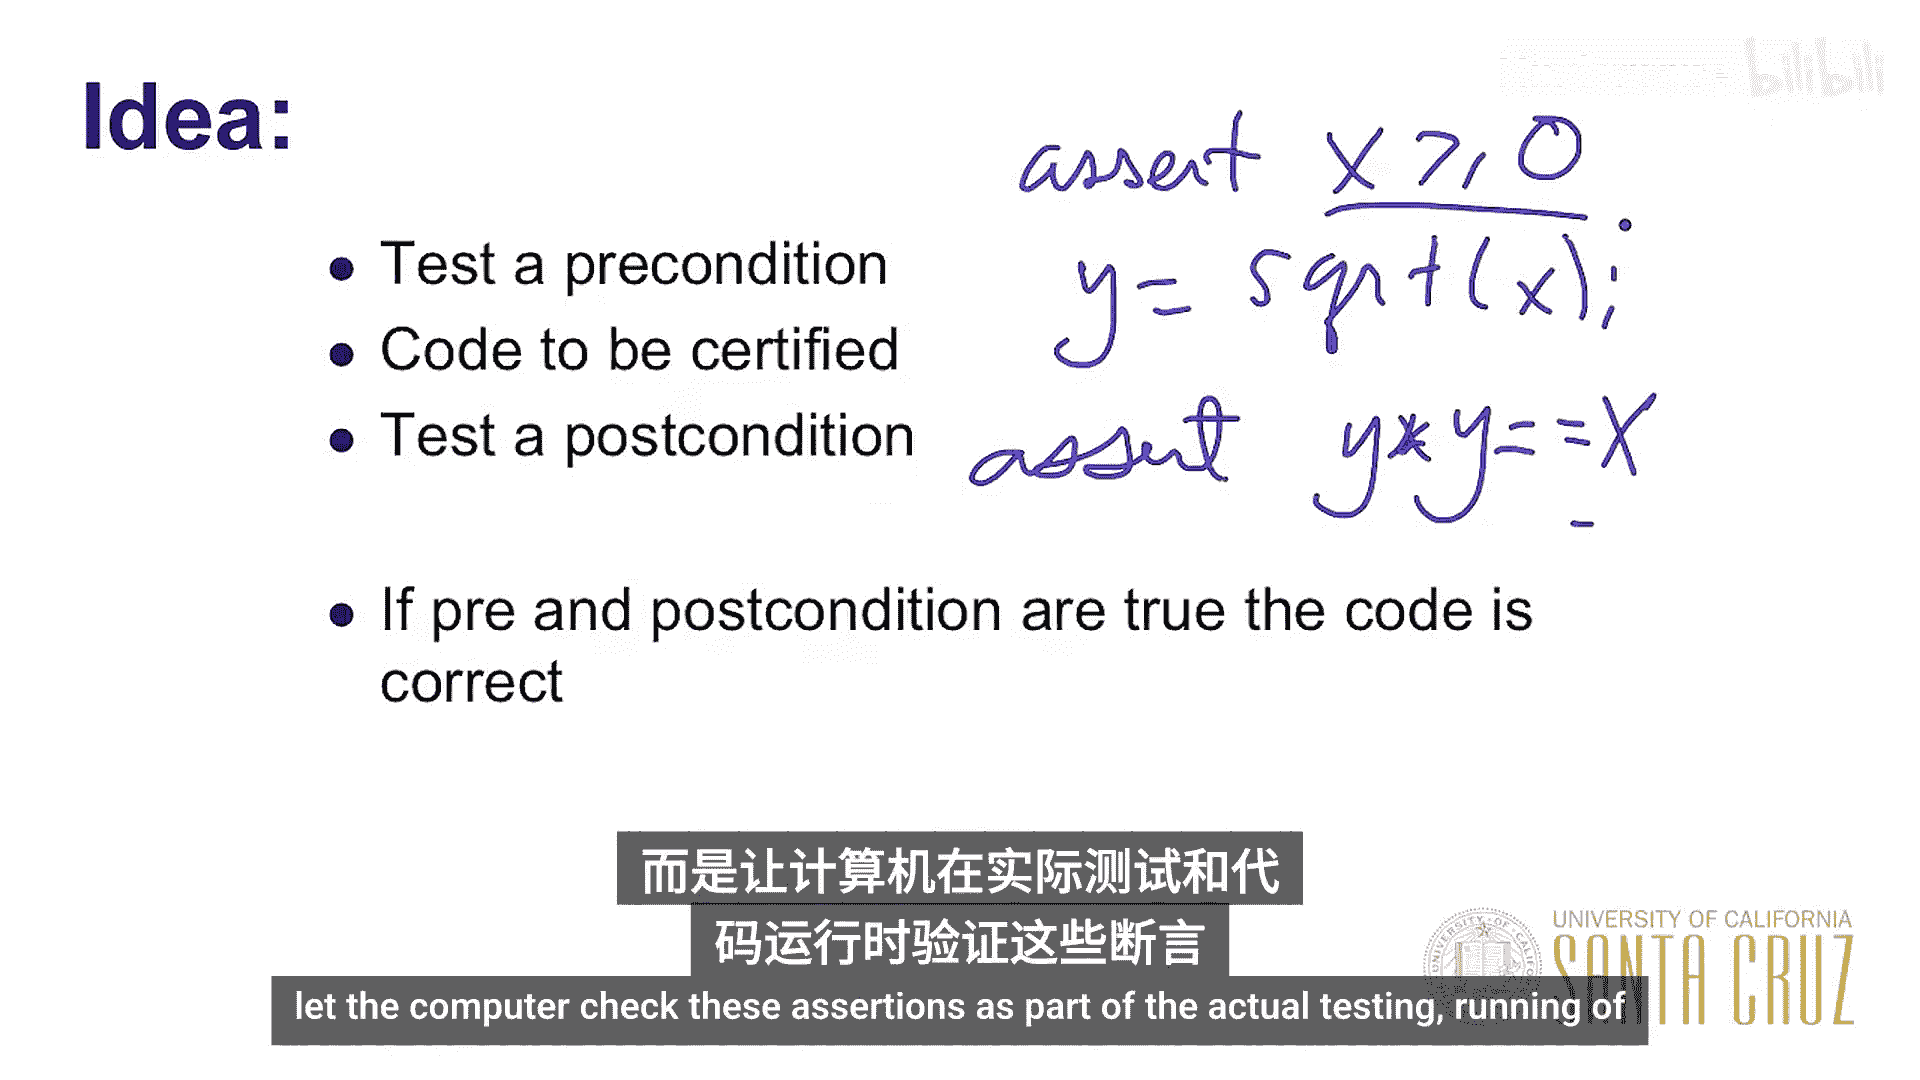 bilibili
Idea:
assert x >, 0
• Test a precondition
y = sqrt(x);
• Code to be certified
• Test a postcondition
assert y*y==X
• If pre and postcondition are true the code is
correct
而是让计算机在实际测试和代
码运行时验证这些断言
let the computer check these assertions as part of the actual testing, running of
UNIVERSITY OF CALIFORNIA
SANTA CRUZ